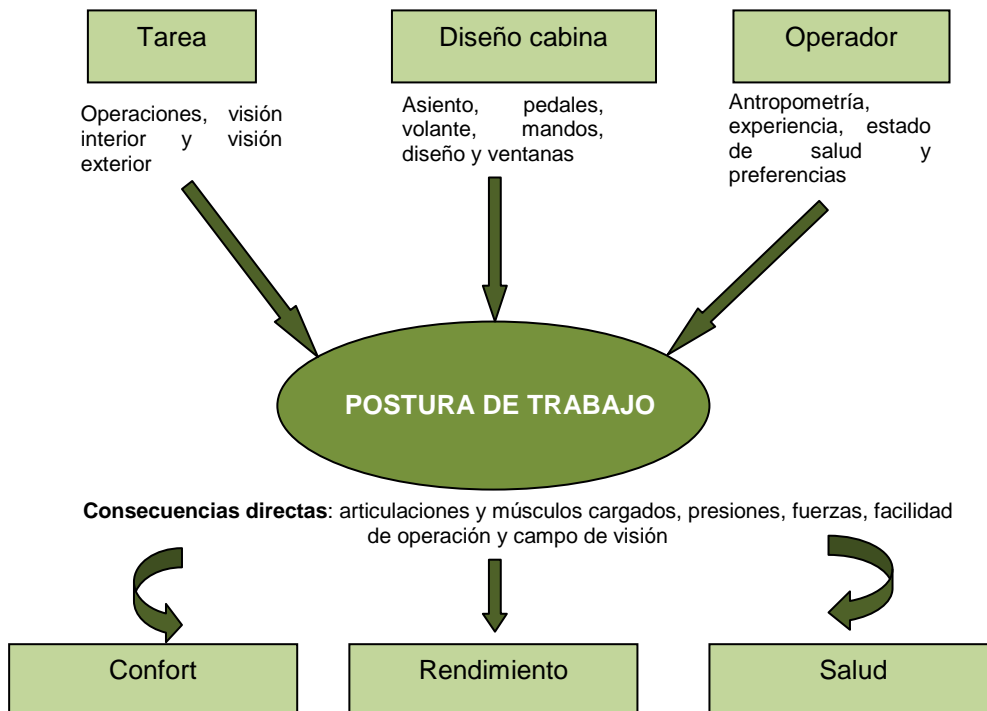 Tarea
Diseño cabina
Operador
Operaciones, visión
interior y visión
exterior
Asiento, pedales,
volante, mandos,
diseño y ventanas
Antropometría,
experiencia, estado
de salud y
preferencias
POSTURA DE TRABAJO
Consecuencias directas: articulaciones y músculos cargados, presiones, fuerzas, facilidad
de operación y campo de visión
Confort
Rendimiento
Salud